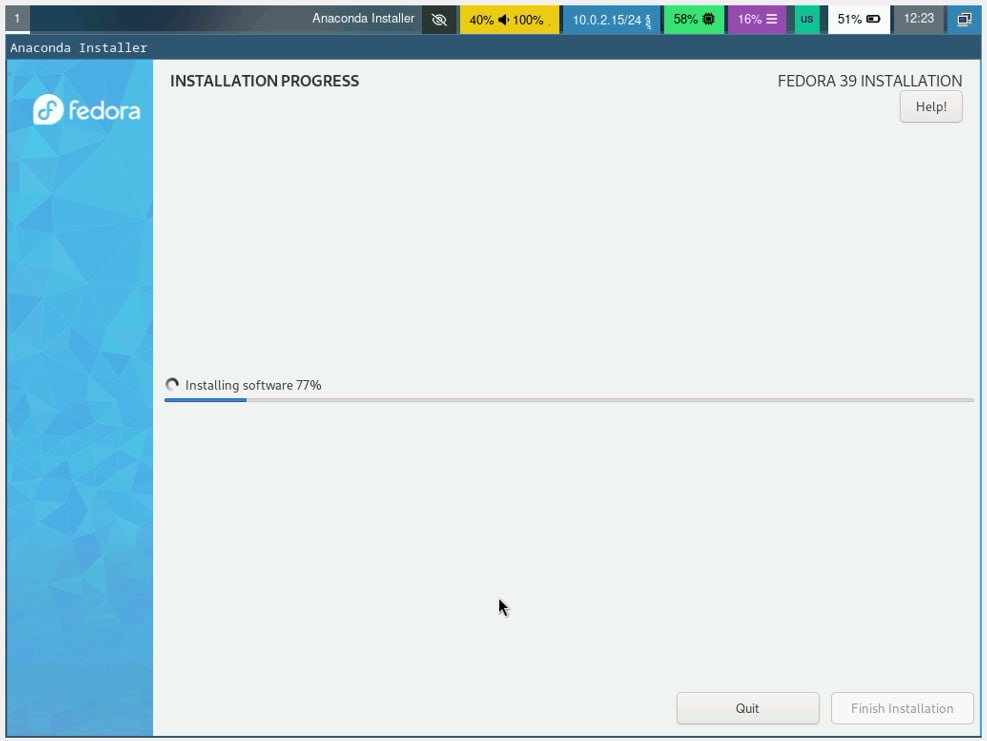 1 Anaconda Installer 40% 100% 10.0.2.15/24 58% 16% us 51% 12:23
Anaconda Installer
fedora
INSTALLATION PROGRESS
FEDORA 39 INSTALLATION
Help!
Installing software 77%
Quit
Finish Installation